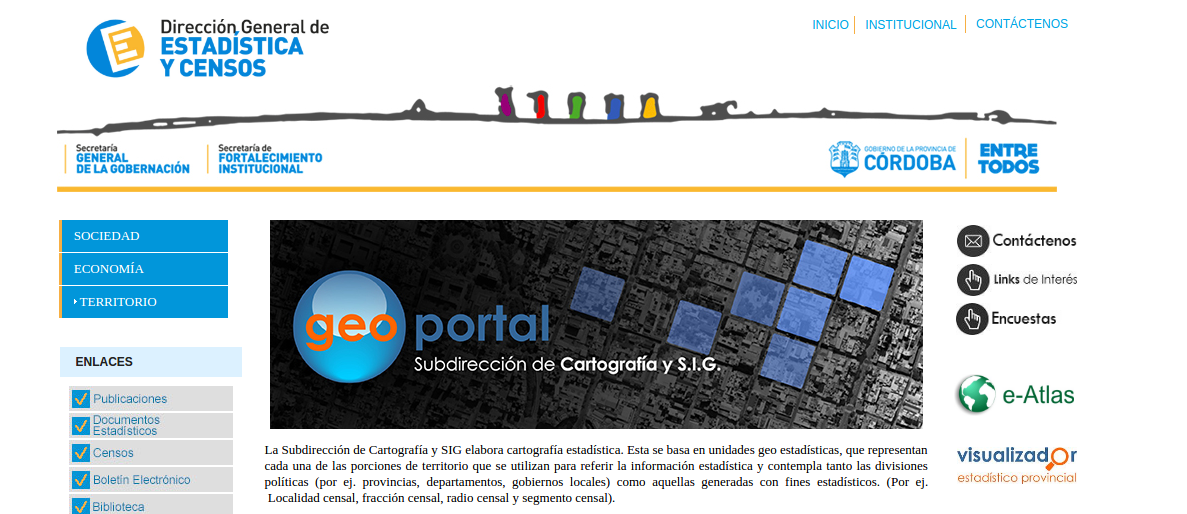 Dirección General de
ESTADÍSTICA
Y CENSOS
INICIO
INSTITUCIONAL
CONTÁCTENOS
Secretaría
GENERAL
DE LA GOBERNACIÓN
Secretaría de
FORTALECIMIENTO
INSTITUCIONAL
GOBIERNO DE LA PROVINCIA DE
CÓRDOBA
ENTRE
TODOS
SOCIEDAD
ECONOMÍA
TERRITORIO
ENLACES
Publicaciones
Documentos
Estadísticos
Censos
Boletín Electrónico
Biblioteca
geo portal
Subdirección de Cartografía y S.I.G.
La Subdirección de Cartografía y SIG elabora cartografía estadística. Esta se basa en unidades geo estadísticas, que representan
cada una de las porciones de territorio que se utilizan para referir la información estadística y contempla tanto las divisiones
políticas (por ej. provincias, departamentos, gobiernos locales) como aquellas generadas con fines estadísticos. (Por ej.
Localidad censal, fracción censal, radio censal y segmento censal).
Contáctenos
Links de Interés
Encuestas
e-Atlas
visualizador
estadístico provincial